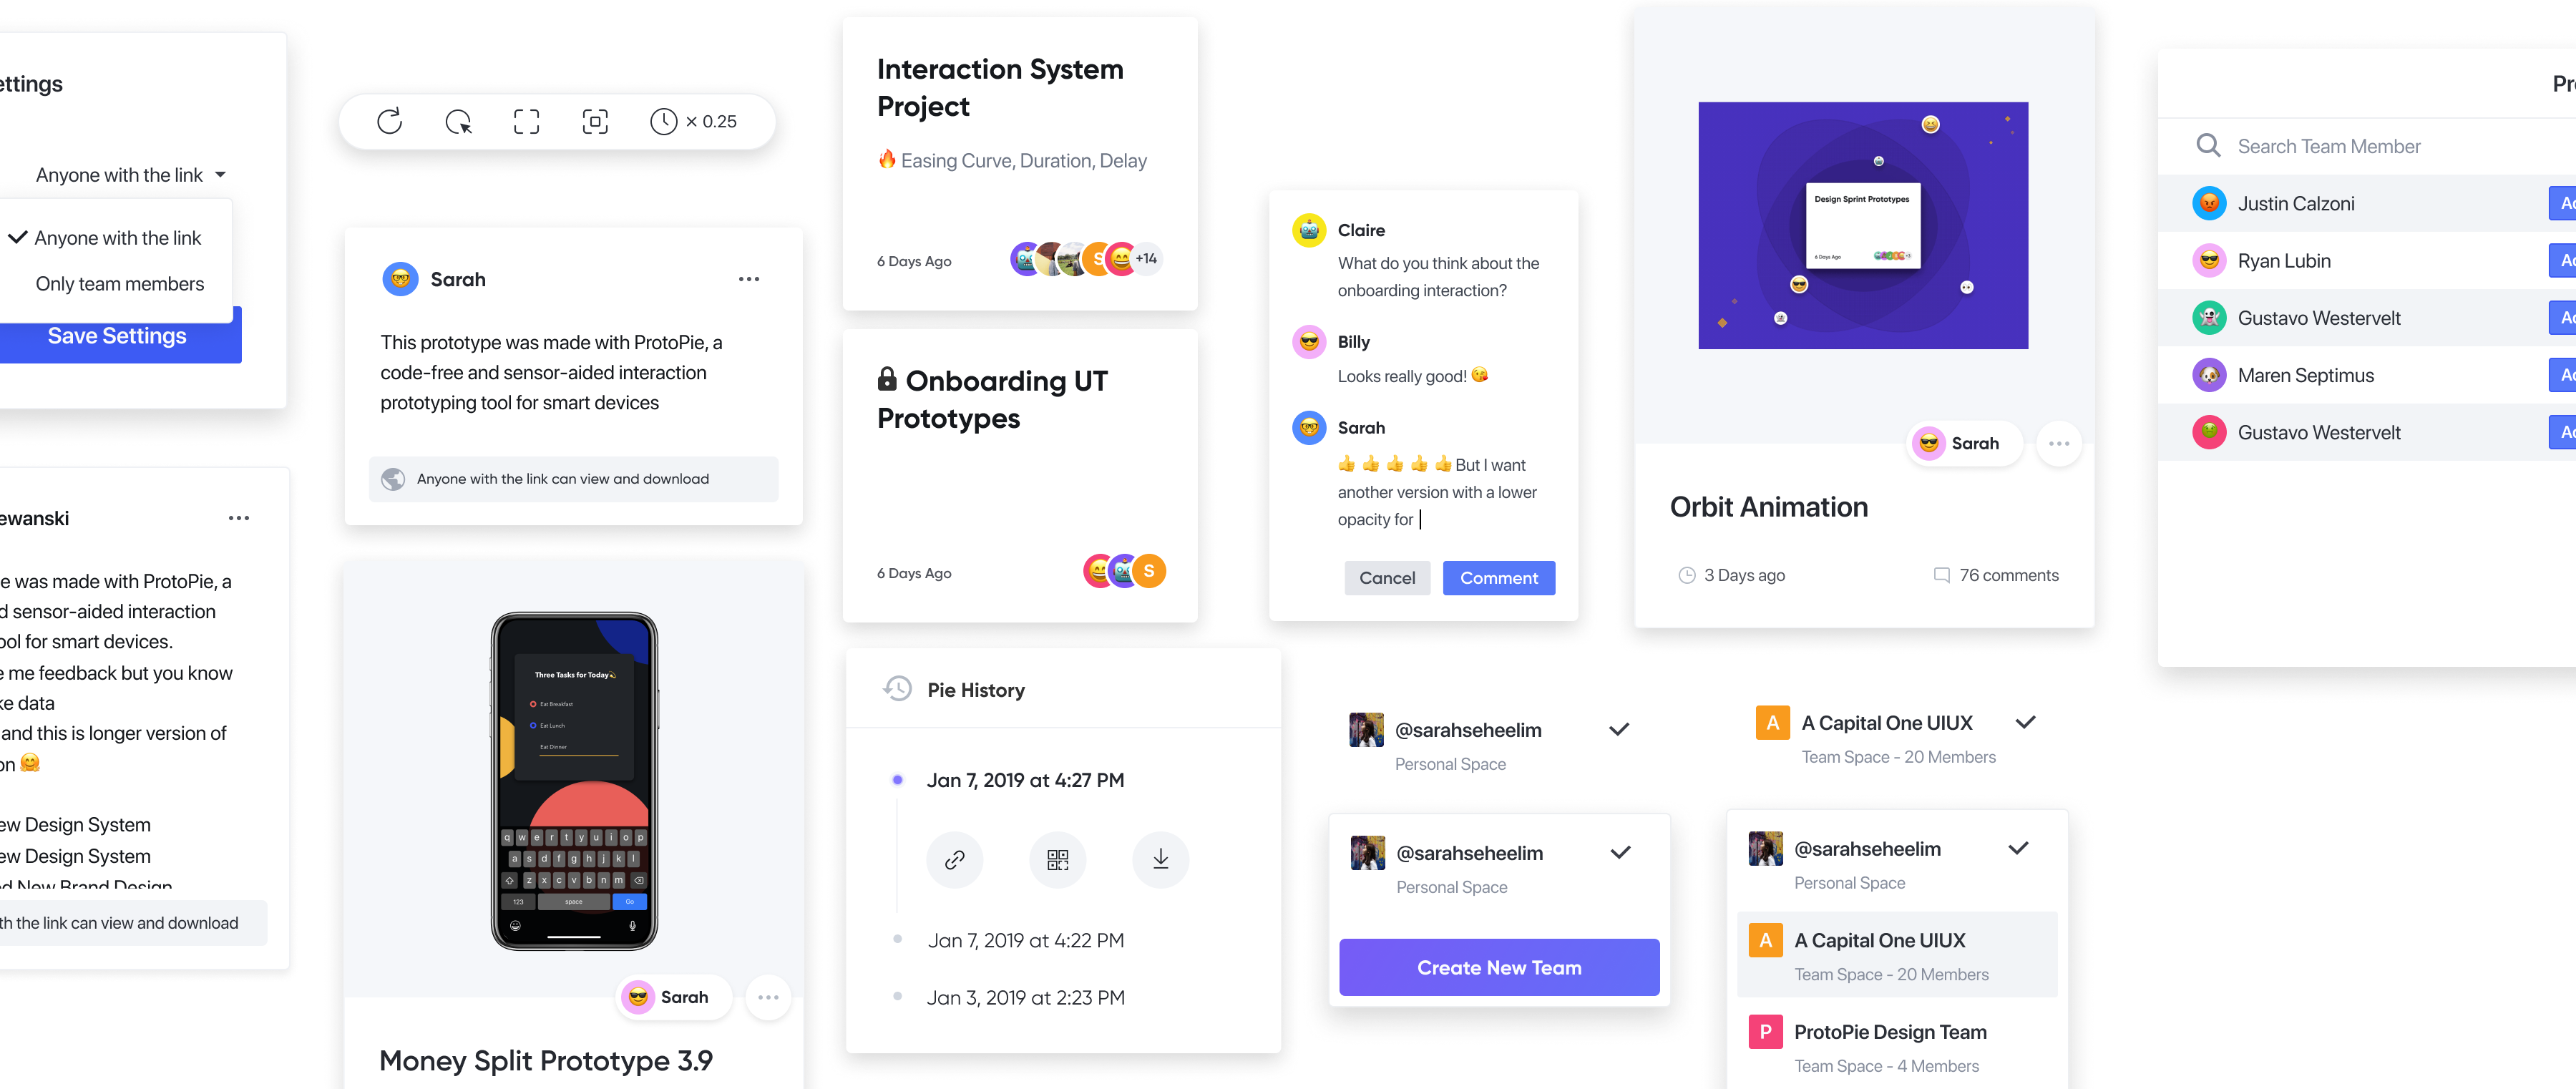 ettings
Anyone with the link
Anyone with the link
Only team members
Save Settings
ewanski
e was made with ProtoPie, a
d sensor-aided interaction
ool for smart devices.
e me feedback but you know
ke data
and this is longer version of
on 🤗
ew Design System
ew Design System
d New Brand Design
th the link can view and download
× 0.25
Sarah
This prototype was made with ProtoPie, a
code-free and sensor-aided interaction
prototyping tool for smart devices
Anyone with the link can view and download
Three Tasks for Today💫
Eat Breakfast
Eat Lunch
Eat Dinner
q w e r t y u i o p
a s d f g h j k l
z x c v b n m
123 space Go
Sarah
Money Split Prototype 3.9
Interaction System
Project
🔥 Easing Curve, Duration, Delay
6 Days Ago
S
+14
Onboarding UT
Prototypes
6 Days Ago
S
Pie History
Jan 7, 2019 at 4:27 PM
Jan 7, 2019 at 4:22 PM
Jan 3, 2019 at 2:23 PM
Claire
What do you think about the
onboarding interaction?
Billy
Looks really good! 😘
Sarah
👍 👍 👍 👍 👍 But I want
another version with a lower
opacity for
Cancel
Comment
@sarahseheelim
Personal Space
@sarahseheelim
Personal Space
Create New Team
Design Sprint Prototypes
6 Days Ago
Sarah
Orbit Animation
3 Days ago
76 comments
A
A Capital One UIUX
Team Space - 20 Members
@sarahseheelim
Personal Space
A
A Capital One UIUX
Team Space - 20 Members
P
ProtoPie Design Team
Team Space - 4 Members
Pr
Search Team Member
Justin Calzoni
Ad
Ryan Lubin
Ad
Gustavo Westervelt
Ad
Maren Septimus
Ad
Gustavo Westervelt
Ad